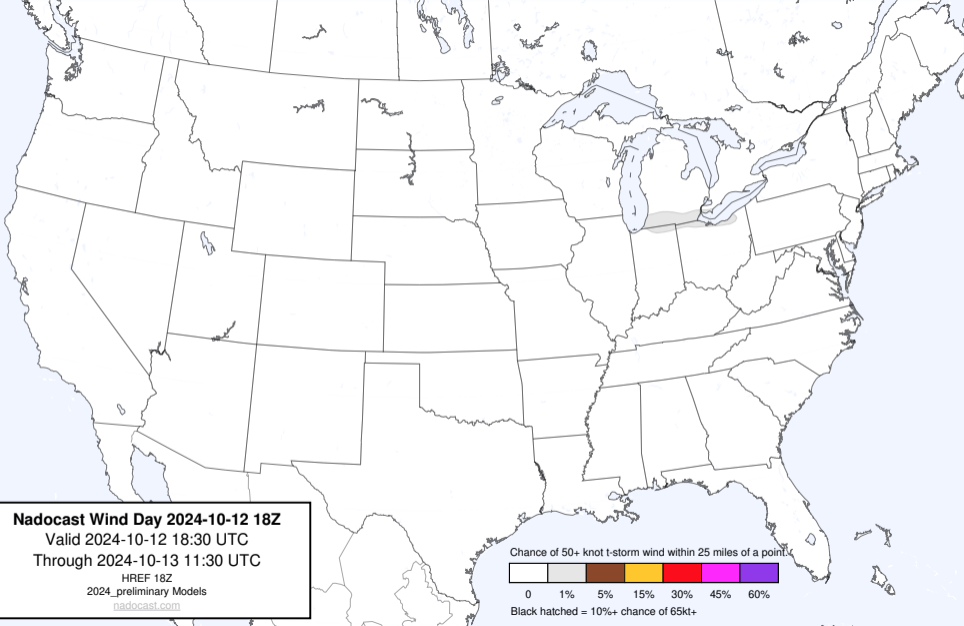 Nadocast Wind Day 2024-10-12 18Z
Valid 2024-10-12 18:30 UTC
Through 2024-10-13 11:30 UTC
HREF 18Z
2024_preliminary Models
nadocast.com
Chance of 50+ knot t-storm wind within 25 miles of a point.
0 1% 5% 15% 30% 45% 60%
Black hatched = 10%+ chance of 65kt+